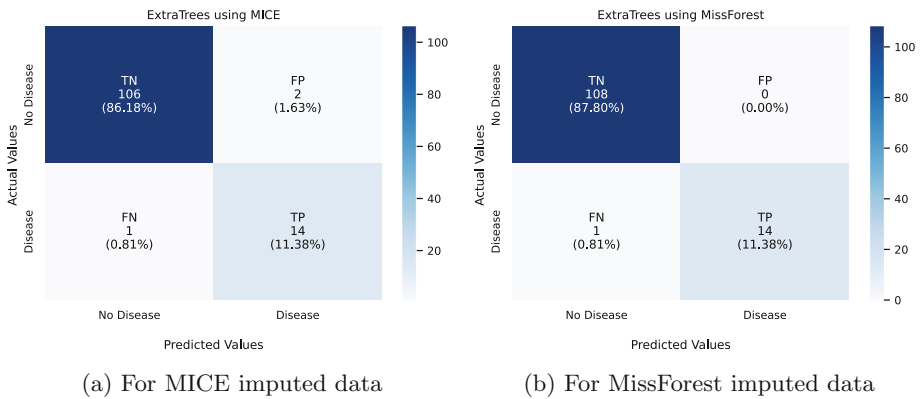 ExtraTrees using MICE
Actual Values
No Disease
Disease
TN
106
(86.18%)
FP
2
(1.63%)
FN
1
(0.81%)
TP
14
(11.38%)
No Disease
Disease
Predicted Values
100
80
60
40
20
(a) For MICE imputed data
ExtraTrees using MissForest
Actual Values
No Disease
Disease
TN
108
(87.80%)
FP
0
(0.00%)
FN
1
(0.81%)
TP
14
(11.38%)
No Disease
Disease
Predicted Values
100
80
60
40
20
0
(b) For MissForest imputed data